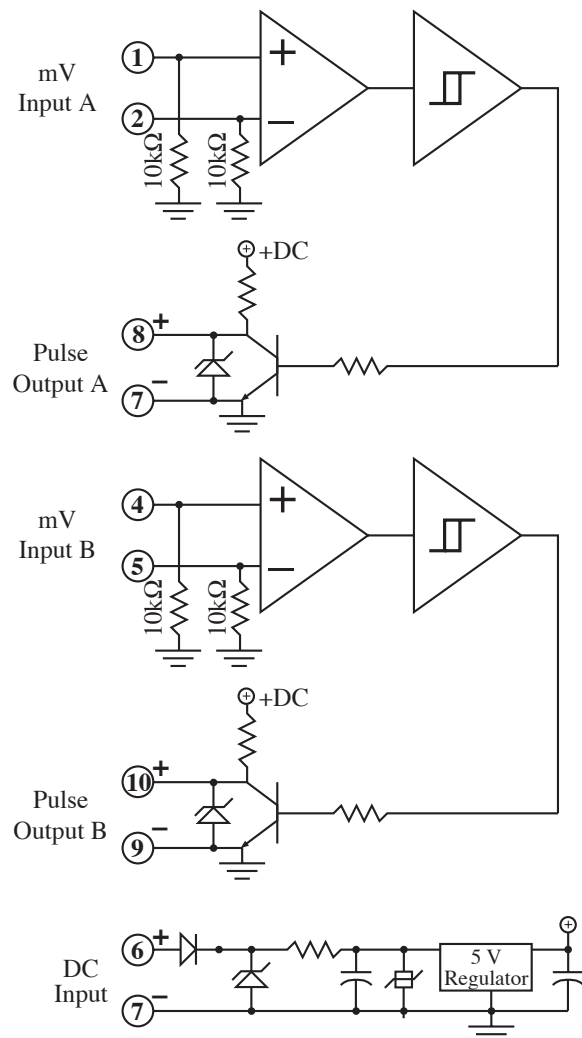 1
mV
Input A
+
2
−
10kΩ
10kΩ
+
+DC
8
+
Pulse
Output A
−
7
4
mV
Input B
+
5
−
10kΩ
10kΩ
+
+DC
10
+
Pulse
Output B
−
9
+
6
+
DC
Input
5 V
Regulator
−
7